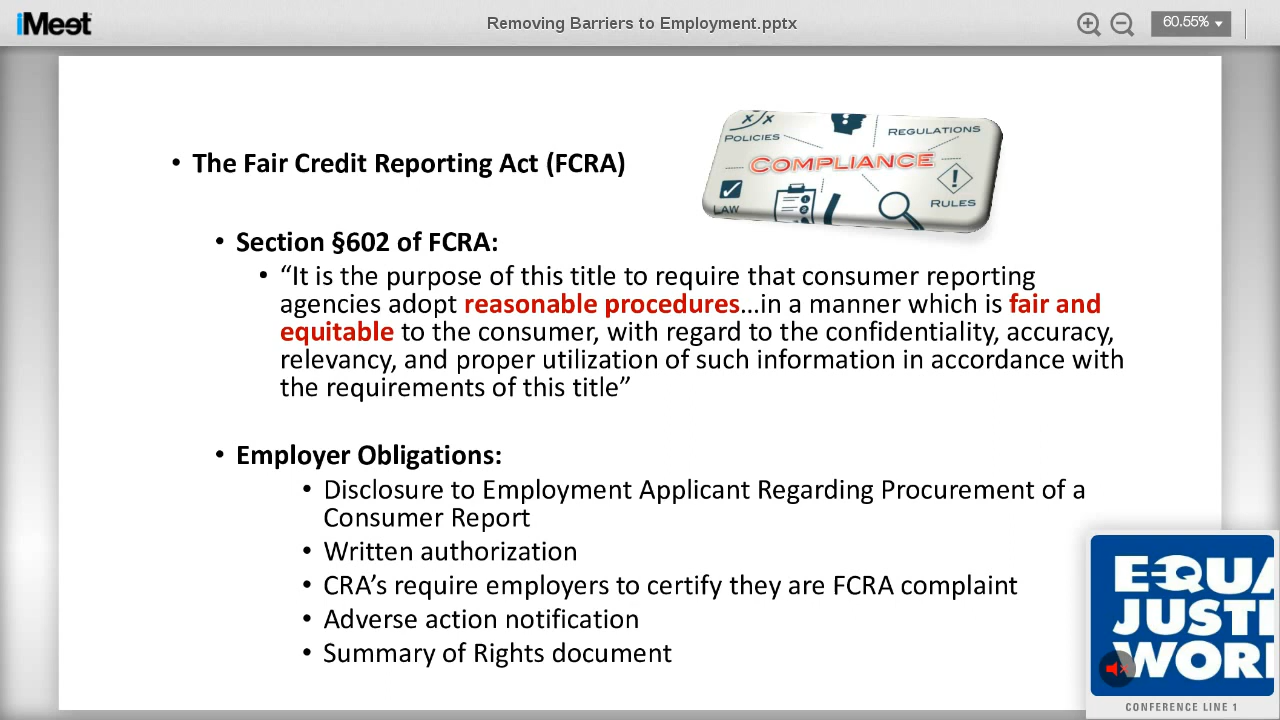 iMeet
Removing Barriers to Employment.pptx
60.55%
POLICIES
REGULATIONS
COMPLIANCE
LAW
RULES
• The Fair Credit Reporting Act (FCRA)
• Section §602 of FCRA:
• “It is the purpose of this title to require that consumer reporting
agencies adopt reasonable procedures…in a manner which is fair and
equitable to the consumer, with regard to the confidentiality, accuracy,
relevancy, and proper utilization of such information in accordance with
the requirements of this title”
• Employer Obligations:
• Disclosure to Employment Applicant Regarding Procurement of a
Consumer Report
• Written authorization
• CRA’s require employers to certify they are FCRA complaint
• Adverse action notification
• Summary of Rights document
EQUA
JUSTI
WOR
CONFERENCE LINE 1